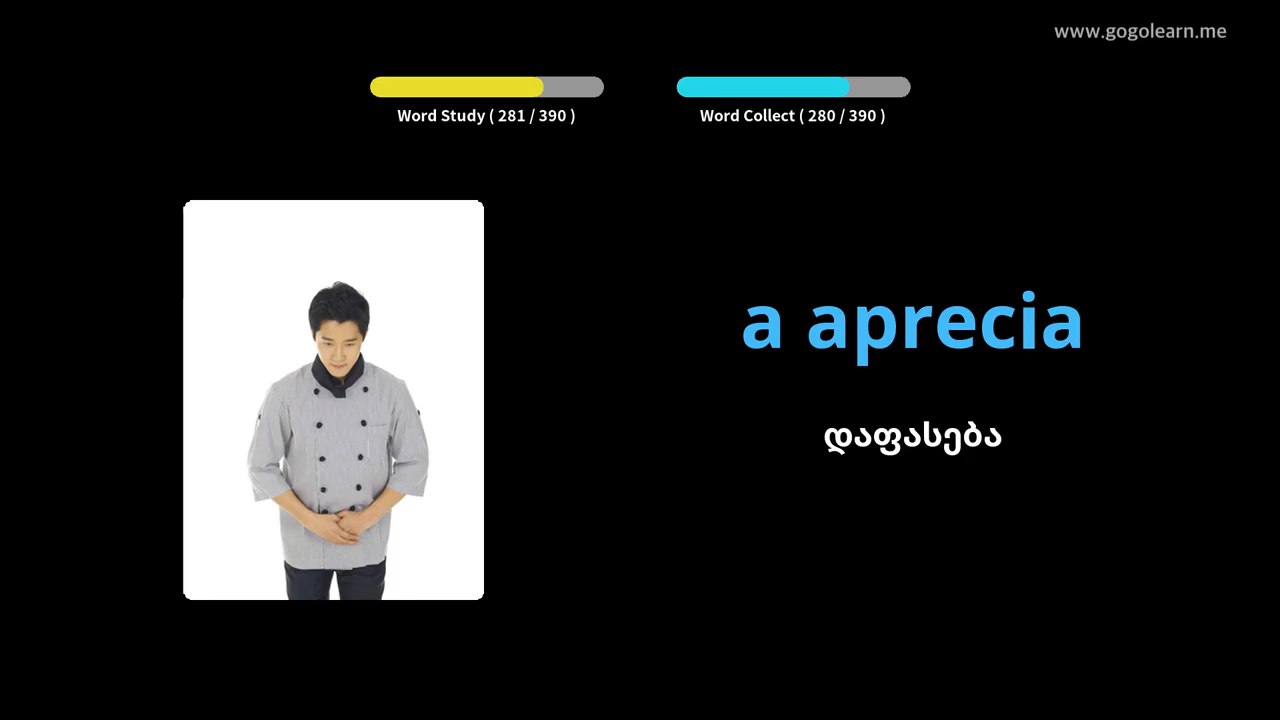 www.gogolearn.me
Word Study ( 281 / 390 )
Word Collect ( 280 / 390 )
a aprecia
დაფასება